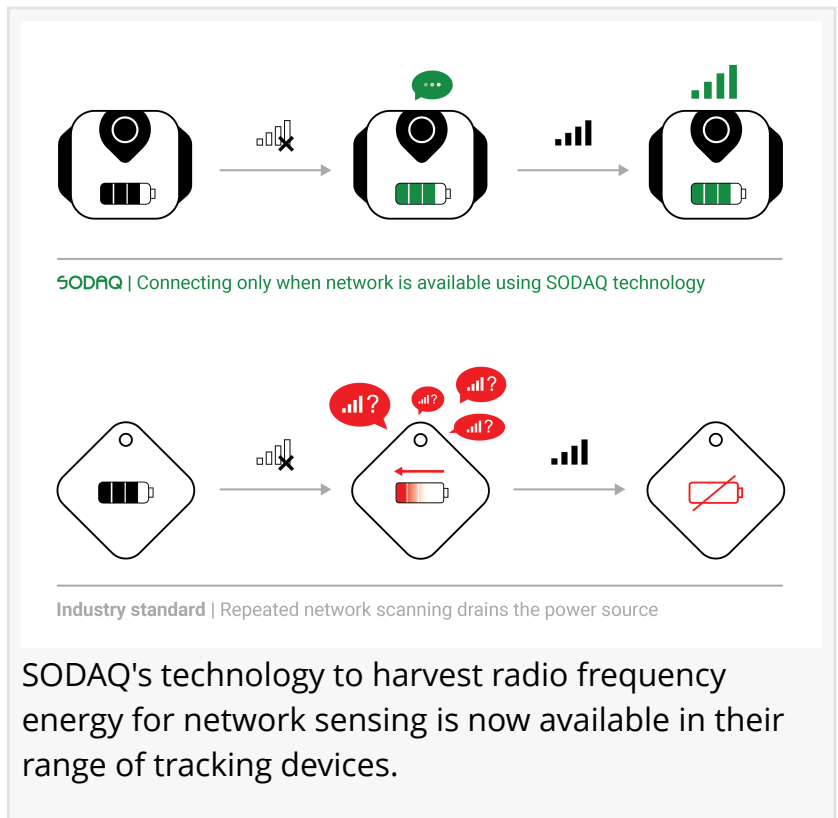 SODAQ | Connecting only when network is available using SODAQ technology
?
?
?
?
Industry standard | Repeated network scanning drains the power source
SODAQ's technology to harvest radio frequency
energy for network sensing is now available in their
range of tracking devices.